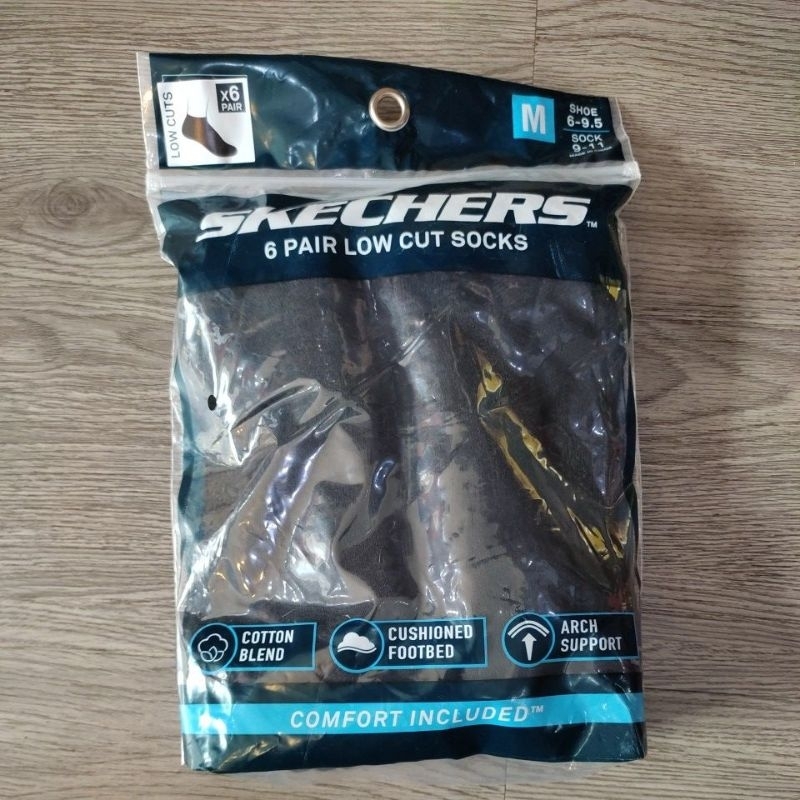 LOW CUTS
x6
PAIR
M
SHOE
6-9.5
SOCK
9-11
SKECHERS™
6 PAIR LOW CUT SOCKS
COTTON
BLEND
CUSHIONED
FOOTBED
ARCH
SUPPORT
COMFORT INCLUDED™